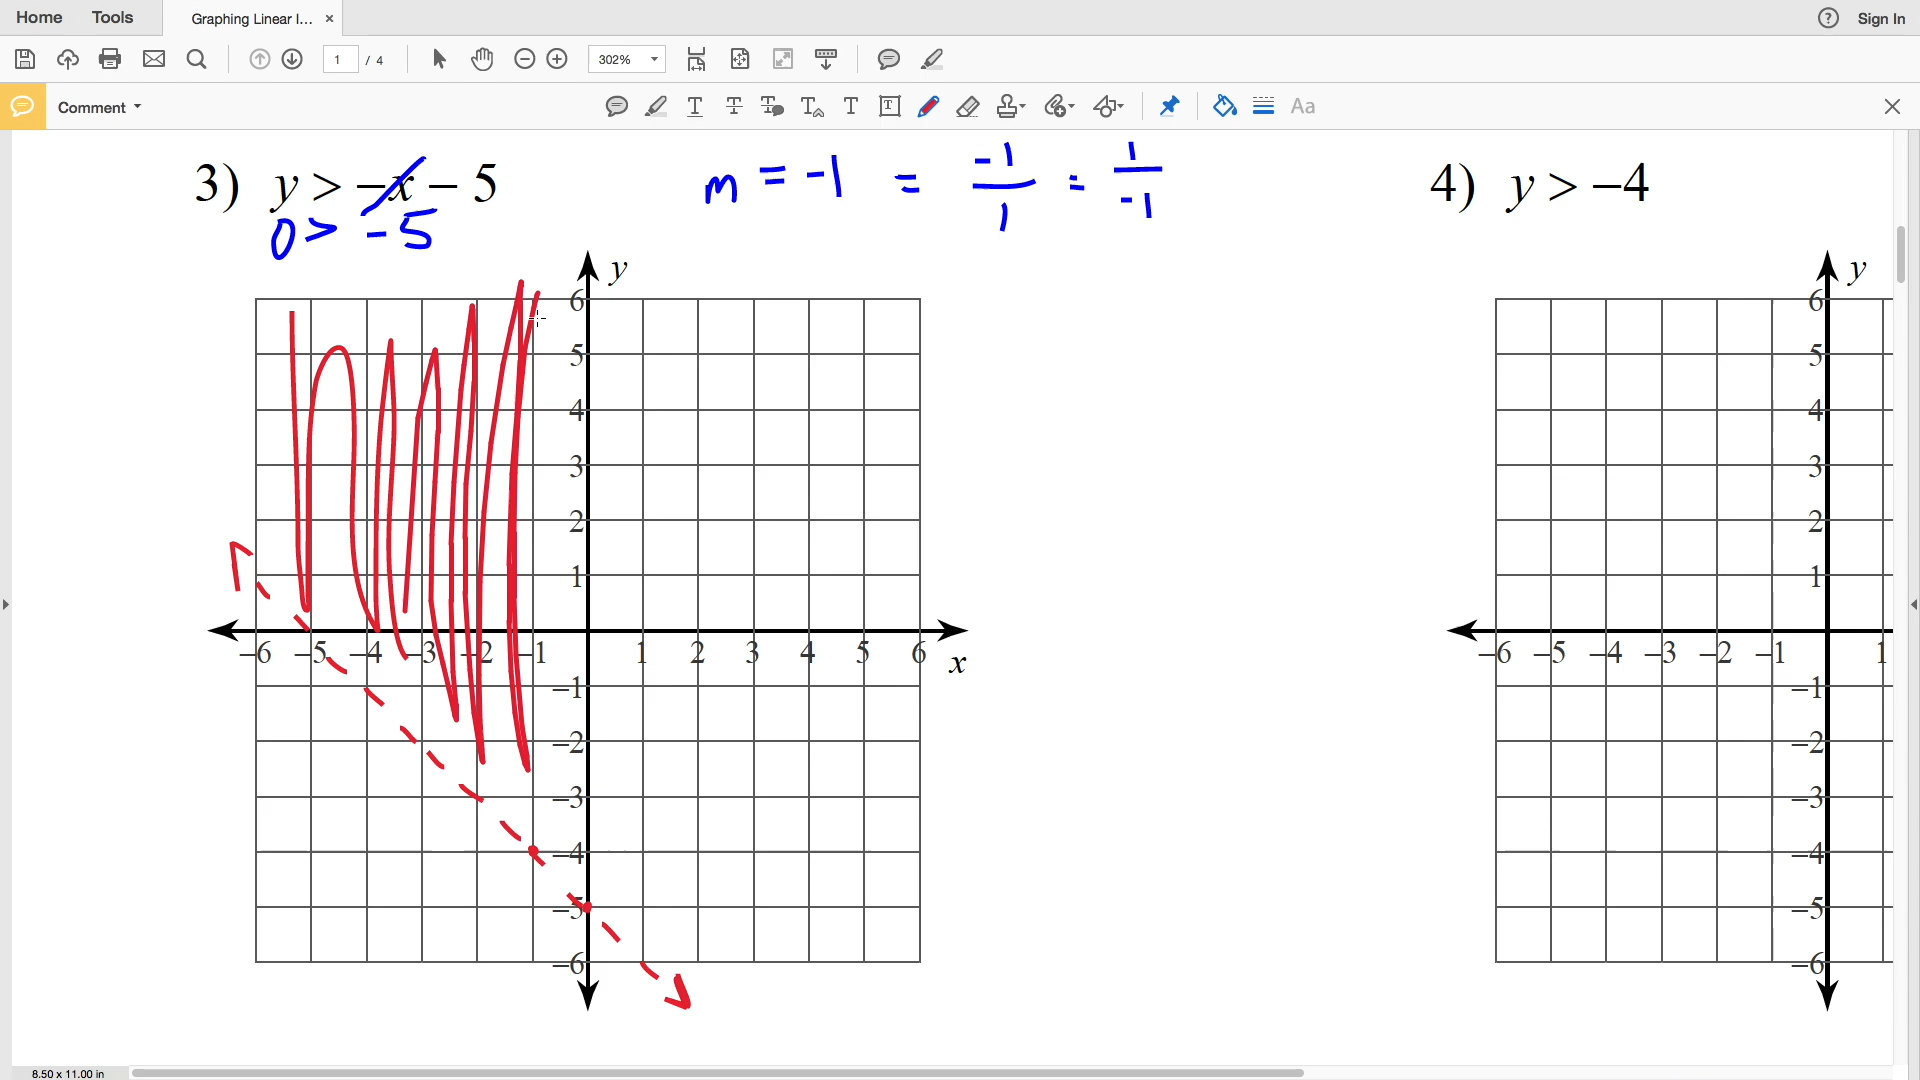 Home Tools Graphing Linear I... × ? Sign In
1 / 4 302%
Comment T T T T T T Aa
3) y > −x − 5 m = -1 = -1/1 = 1/-1 4) y > −4
0 > -5
y y
6 6
5 5
4 4
3 3
2 2
1 1
−6 −5 −4 −3 −2 −1 1 2 3 4 5 6 x −6 −5 −4 −3 −2 −1 1
−1 −1
−2 −2
−3 −3
−4 −4
−5 −5
−6 −6
8.50 x 11.00 in